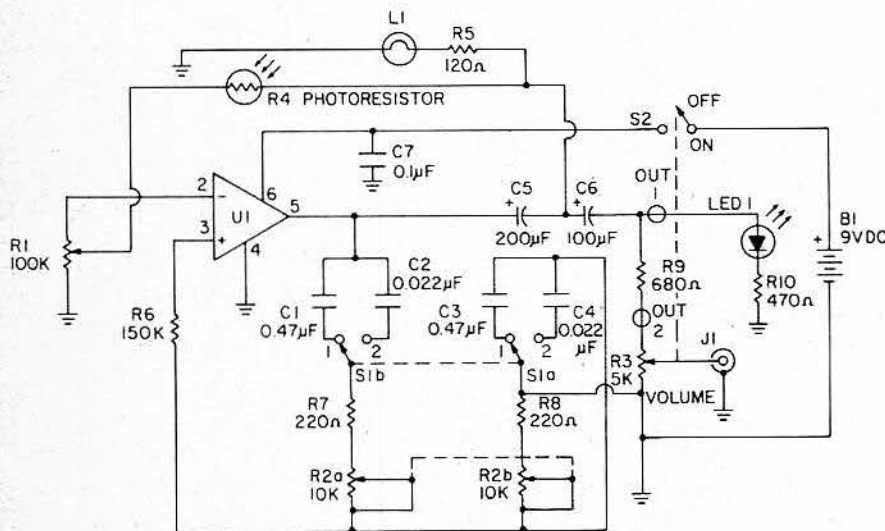 L1
R5
120Ω
R4 PHOTORESISTOR
OFF
S2
ON
C7
0.1µF
OUT
1
LED 1
2
-
6
U1
5
3
+
4
C5
+
200µF
C6
+
100µF
B1
+
9VDC
R1
100K
R9
680Ω
R10
470Ω
C2
0.022µF
C1
0.47µF
C3
0.47µF
C4
0.022
µF
OUT
2
R6
150K
1
2
1
2
J1
S1b
S1a
R3
5K
VOLUME
R7
220Ω
R8
220Ω
R2a
10K
R2b
10K